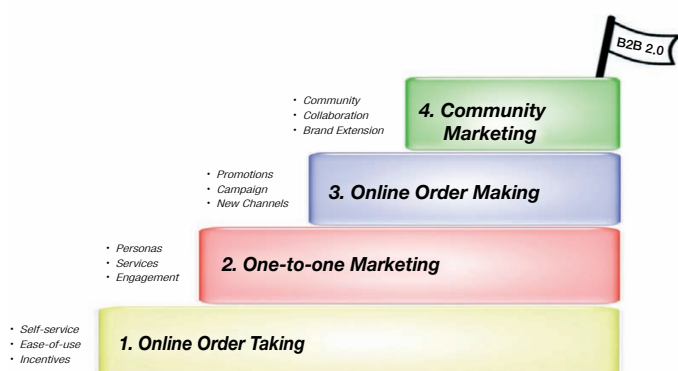 B2B 2.0
• Community
• Collaboration
• Brand Extension
4. Community
Marketing
• Promotions
• Campaign
• New Channels
3. Online Order Making
• Personas
• Services
• Engagement
2. One-to-one Marketing
• Self-service
• Ease-of-use
• Incentives
1. Online Order Taking